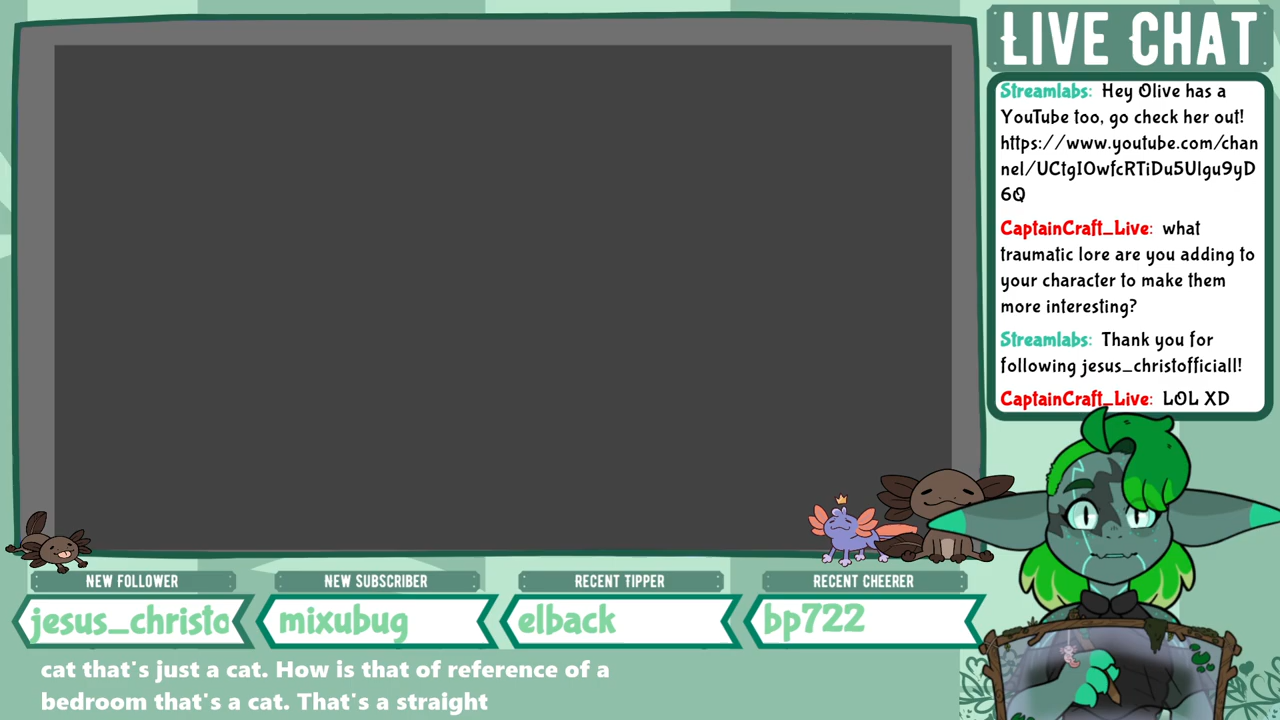 LIVE CHAT
Streamlabs: Hey Olive has a
YouTube too, go check her out!
https://www.youtube.com/chan
nel/UCtgIOwfcRTiDu5Ulgu9yD
6Q
CaptainCraft_Live: what
traumatic lore are you adding to
your character to make them
more interesting?
Streamlabs: Thank you for
following jesus_christofficiall!
CaptainCraft_Live: LOL XD
NEW FOLLOWER
jesus_christo
NEW SUBSCRIBER
mixubug
RECENT TIPPER
elback
RECENT CHEERER
bp722
cat that's just a cat. How is that of reference of a
bedroom that's a cat. That's a straight